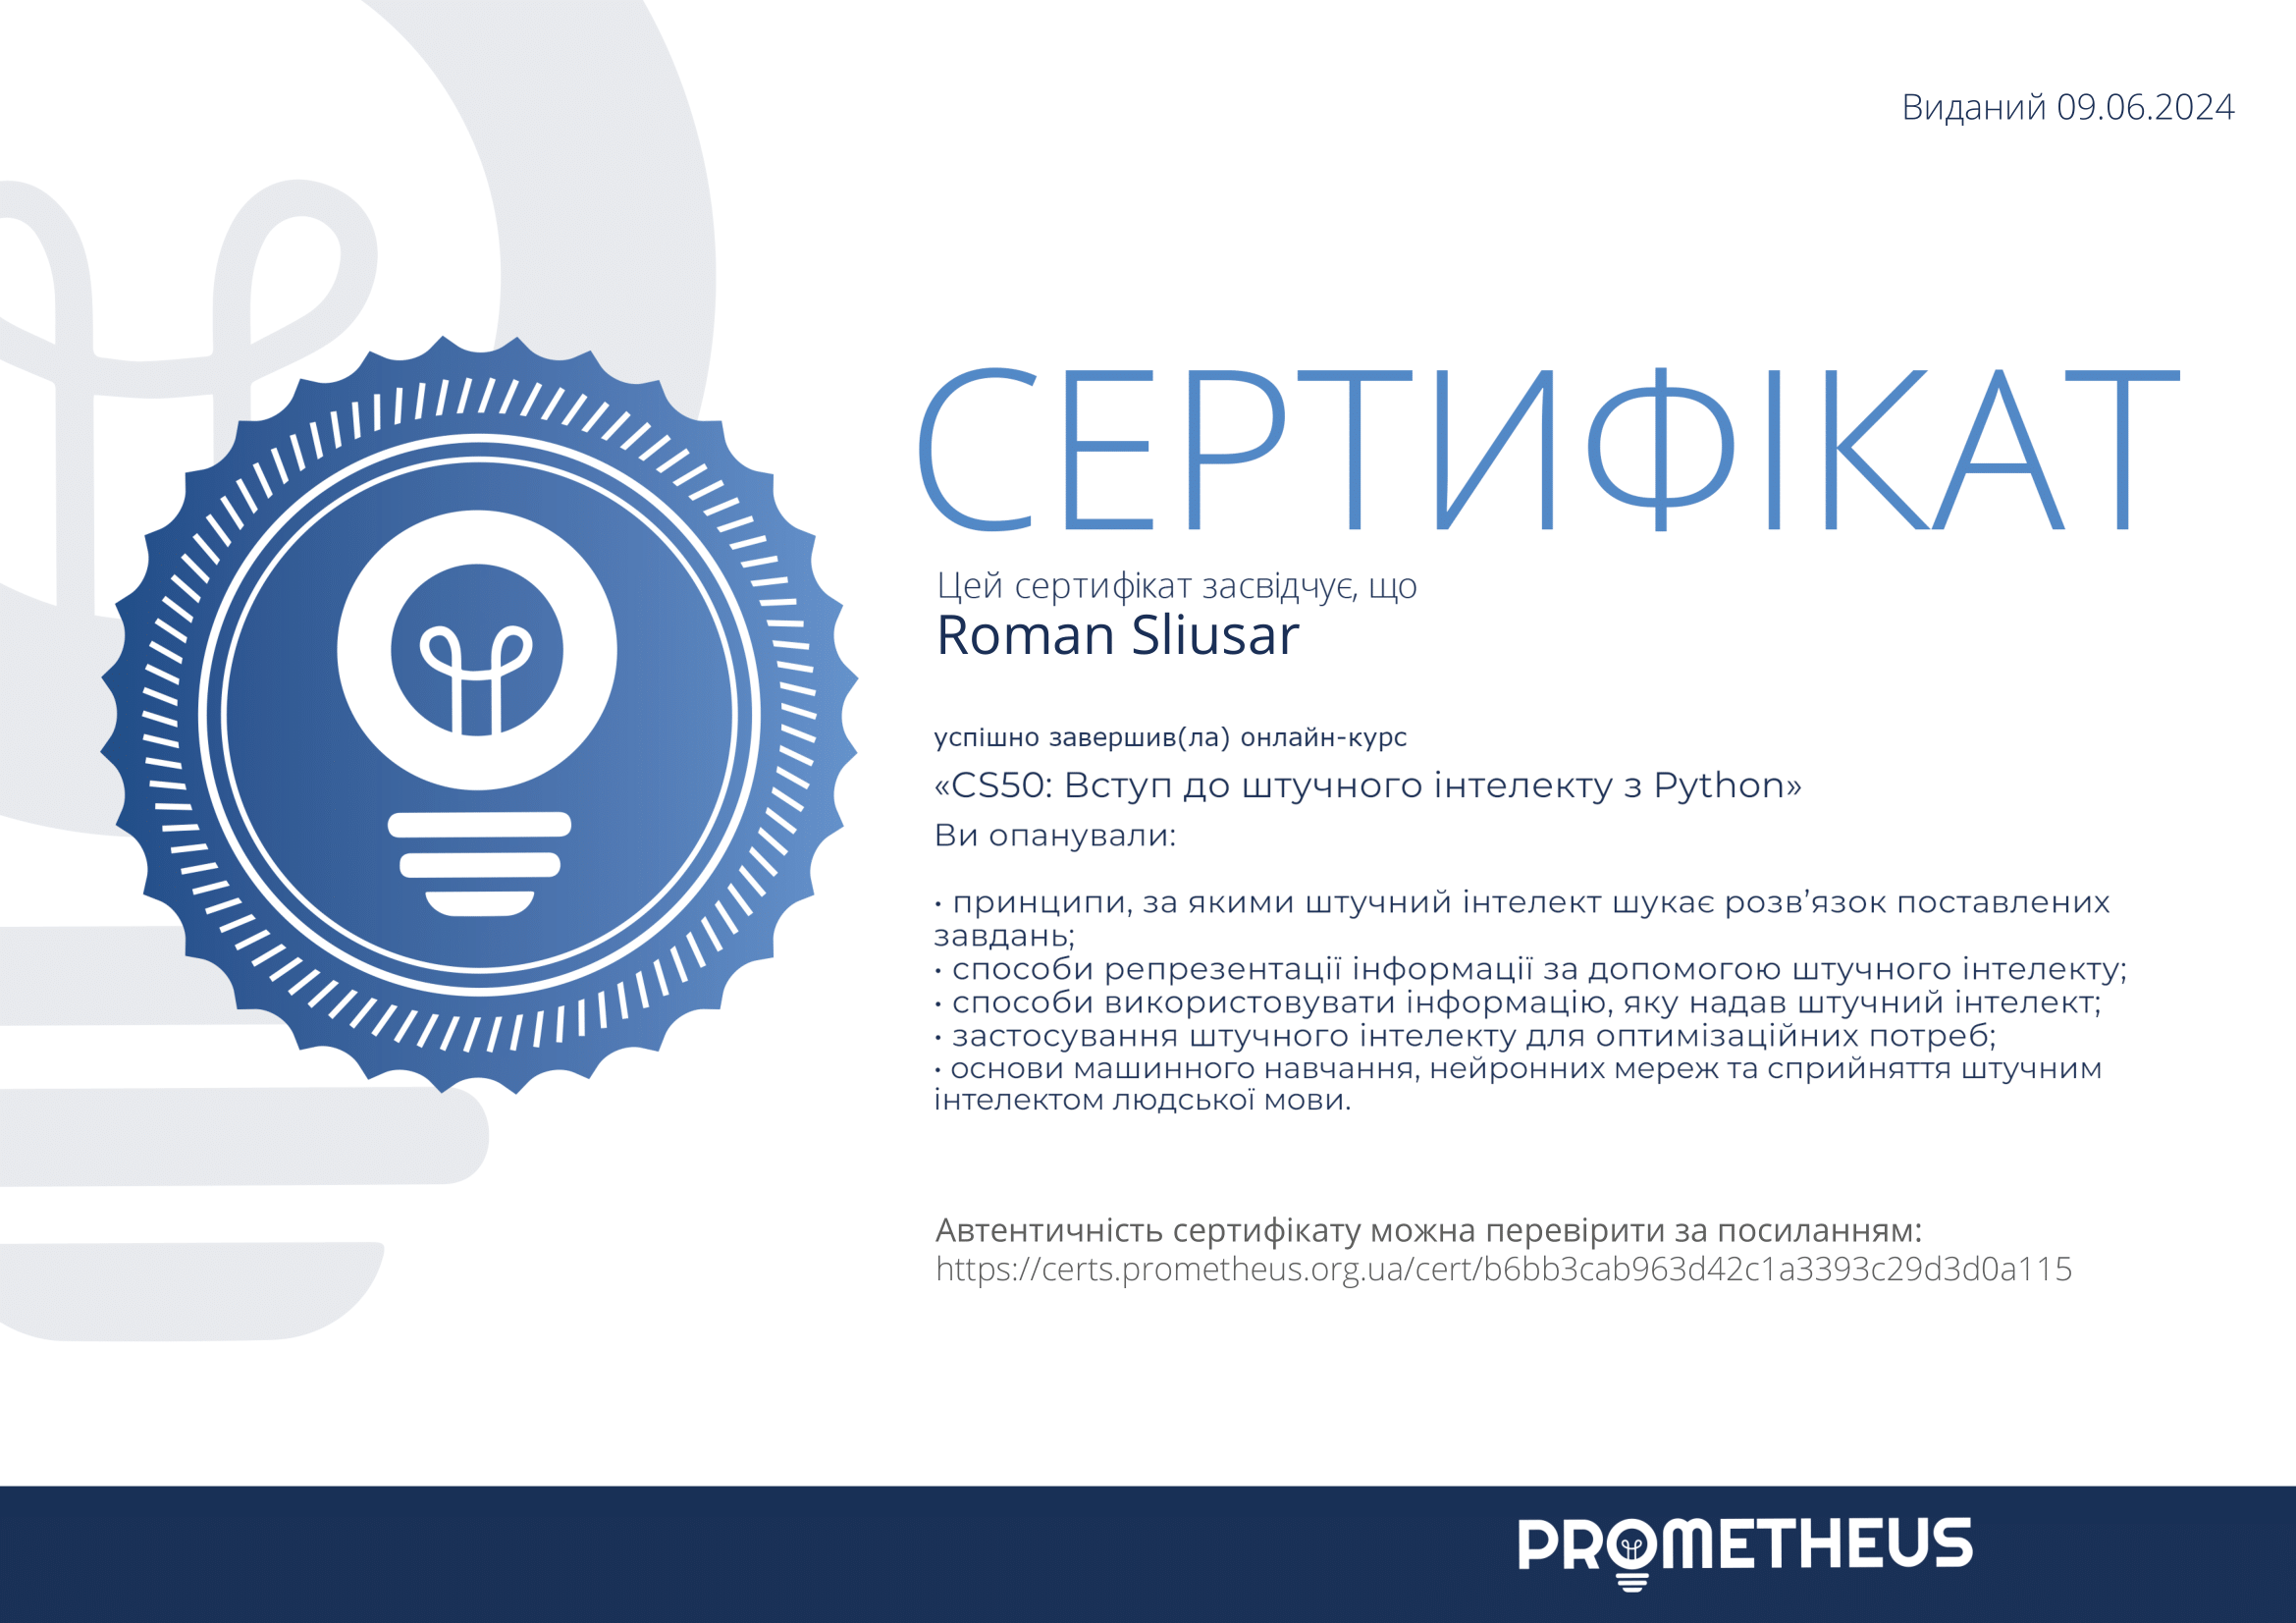 Виданий 09.06.2024
СЕРТИФІКАТ
Цей сертифікат засвідчує, що
Roman Sliusar
успішно завершив(ла) онлайн-курс
«CS50: Вступ до штучного інтелекту з Python»
Ви опанували:
• принципи, за якими штучний інтелект шукає розв’язок поставлених
завдань;
• способи репрезентації інформації за допомогою штучного інтелекту;
• способи використовувати інформацію, яку надав штучний інтелект;
• застосування штучного інтелекту для оптимізаційних потреб;
• основи машинного навчання, нейронних мереж та сприйняття штучним
інтелектом людської мови.
Автентичність сертифікату можна перевірити за посиланням:
https://certs.prometheus.org.ua/cert/b6bb3cab963d42c1a3393c29d3d0a115
PROMETHEUS